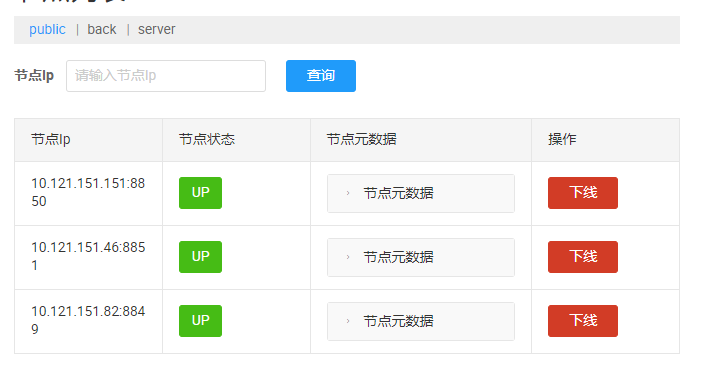 public | back | server
节点Ip 请输入节点Ip 查询
节点Ip 节点状态 节点元数据 操作
10.121.151.151:88
50 UP 节点元数据 下线
10.121.151.46:885
1 UP 节点元数据 下线
10.121.151.82:884
9 UP 节点元数据 下线